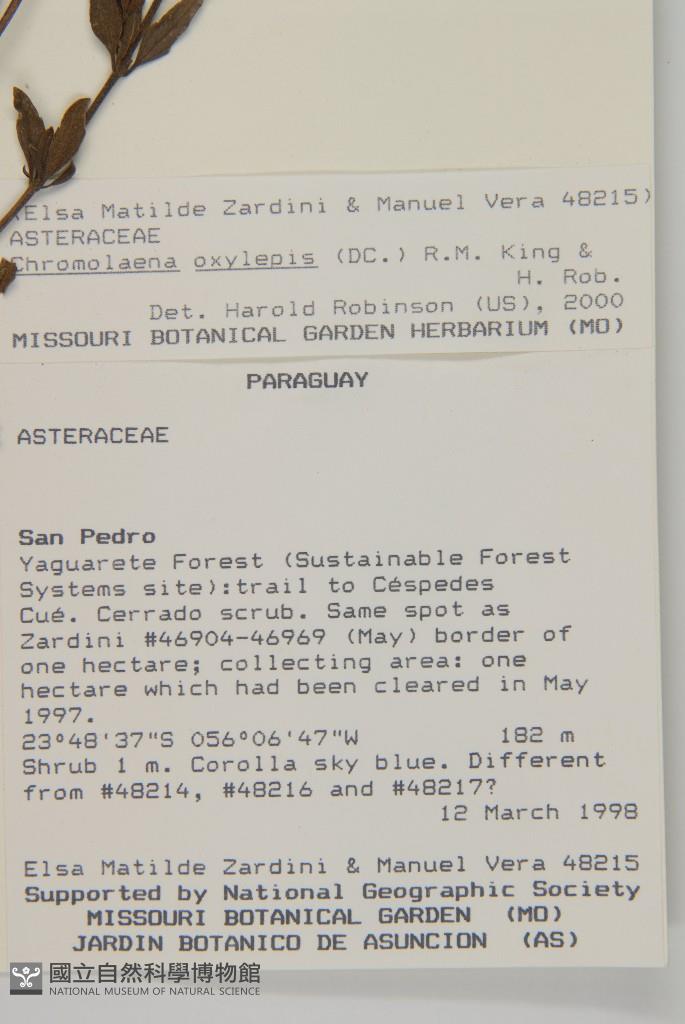 (Elsa Matilde Zardini & Manuel Vera 48215)
ASTERACEAE
Chromolaena oxylepis (DC.) R.M. King &
H. Rob.
Det. Harold Robinson (US), 2000
MISSOURI BOTANICAL GARDEN HERBARIUM (MO)
PARAGUAY
ASTERACEAE
San Pedro
Yaguarete Forest (Sustainable Forest
Systems site):trail to Céspedes
Cué. Cerrado scrub. Same spot as
Zardini #46904-46969 (May) border of
one hectare; collecting area: one
hectare which had been cleared in May
1997.
23°48'37"S 056°06'47"W 182 m
Shrub 1 m. Corolla sky blue. Different
from #48214, #48216 and #48217?
12 March 1998
Elsa Matilde Zardini & Manuel Vera 48215
Supported by National Geographic Society
MISSOURI BOTANICAL GARDEN (MO)
JARDIN BOTANICO DE ASUNCION (AS)
國立自然科學博物館
NATIONAL MUSEUM OF NATURAL SCIENCE